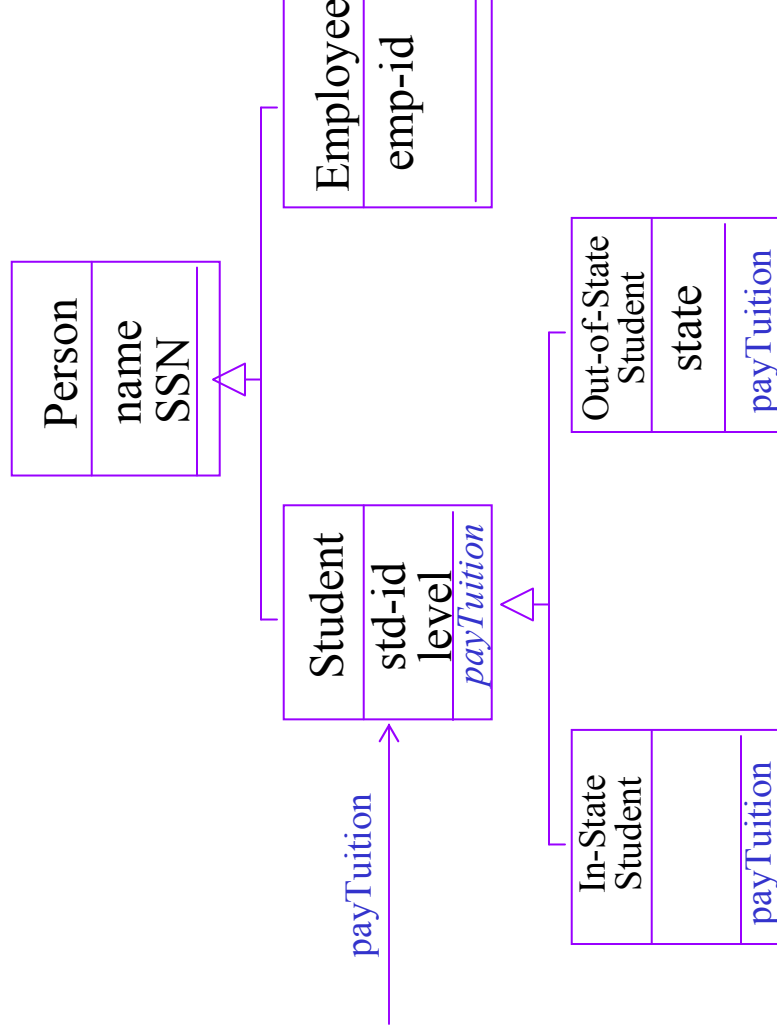 Person
name
SSN
Student
std-id
level
payTuition
Employee
emp-id
payTuition
In-State
Student
payTuition
Out-of-State
Student
state
payTuition